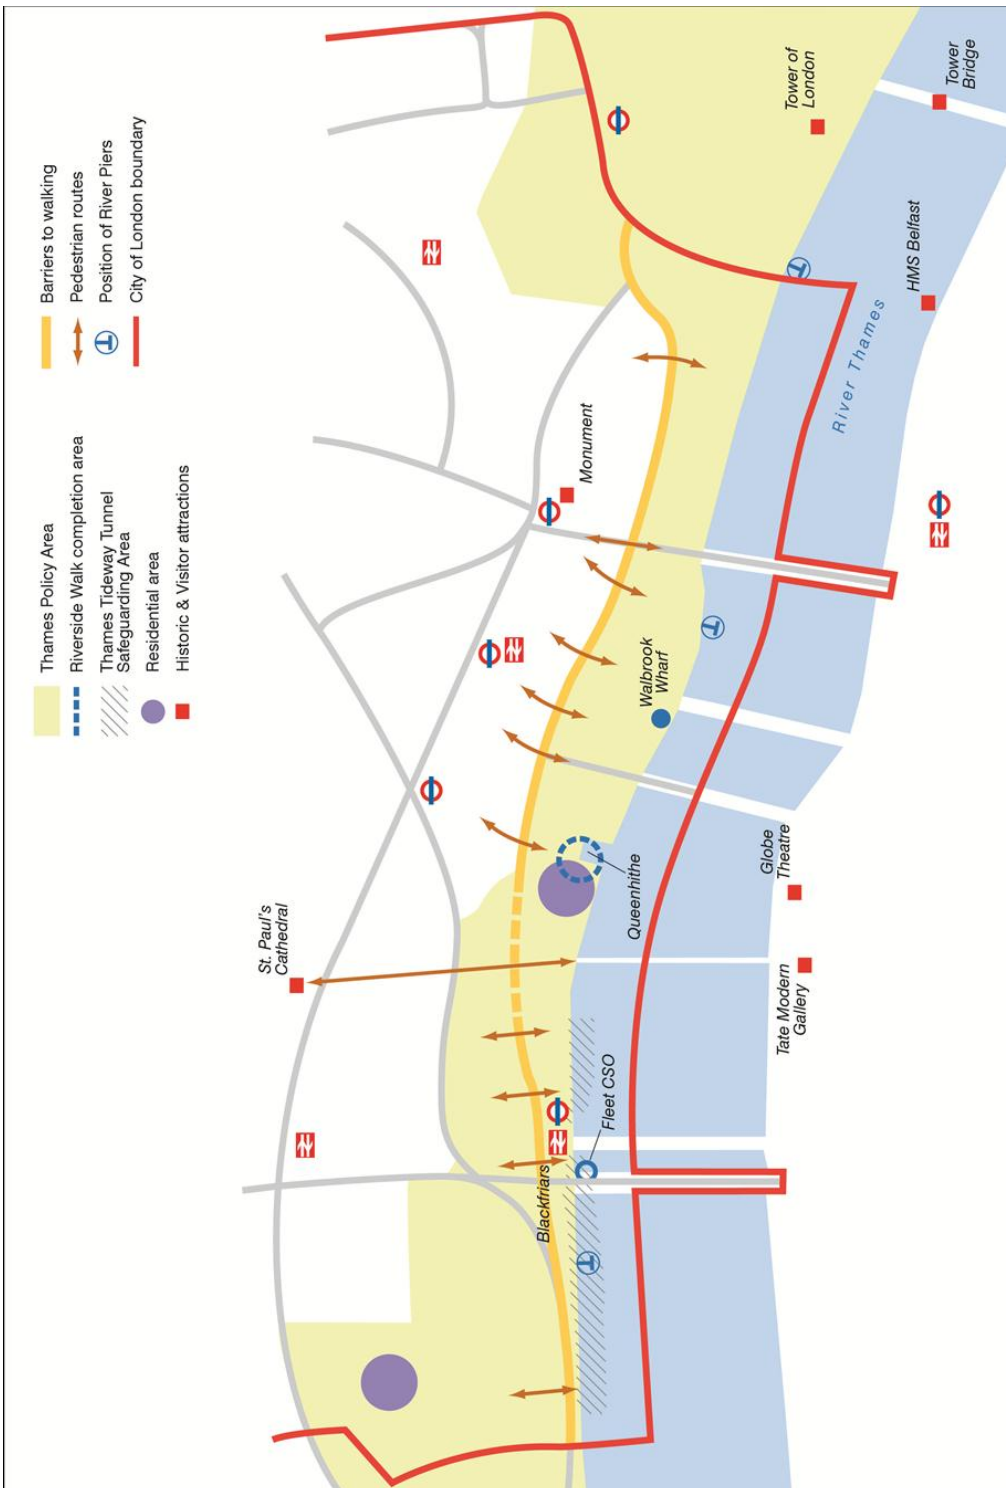 Thames Policy Area
Riverside Walk completion area
Thames Tideway Tunnel
Safeguarding Area
Residential area
Historic & Visitor attractions
Barriers to walking
Pedestrian routes
T
Position of River Piers
City of London boundary
St. Paul's
Cathedral
Monument
Tower of
London
Tower
Bridge
HMS Belfast
River Thames
T
T
T
Walbrook
Wharf
Queenhithe
Globe
Theatre
Tate Modern
Gallery
Blackfriars
Fleet CSO